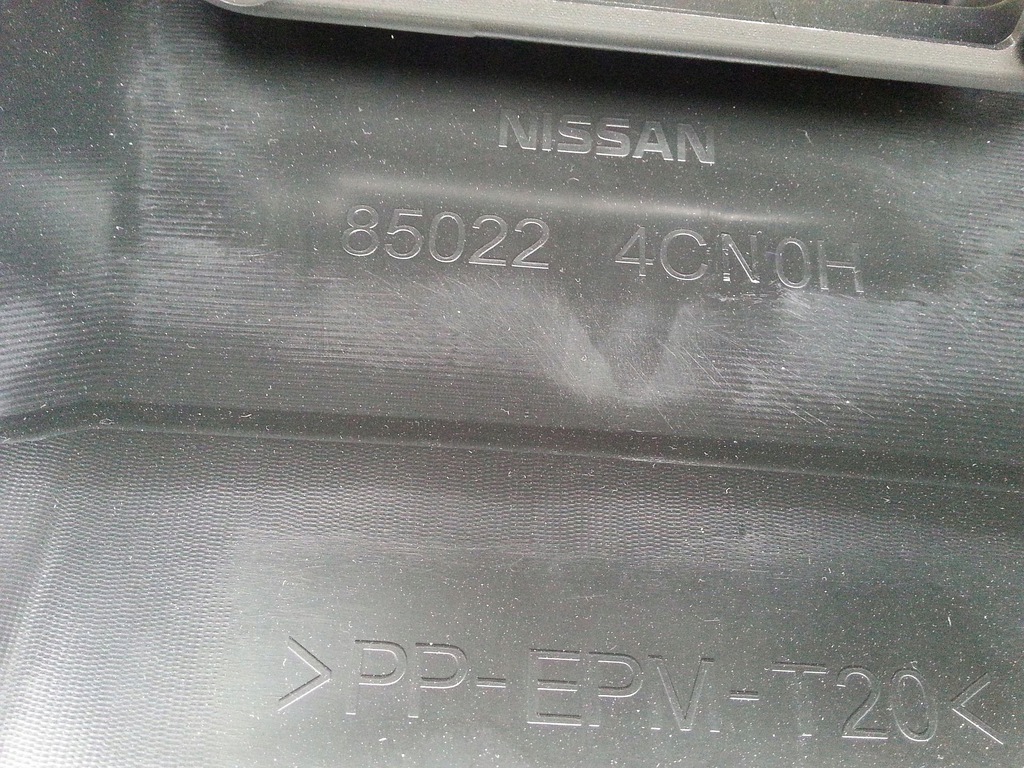 NISSAN
85022 4CN0H
>PP-EPM-T20<